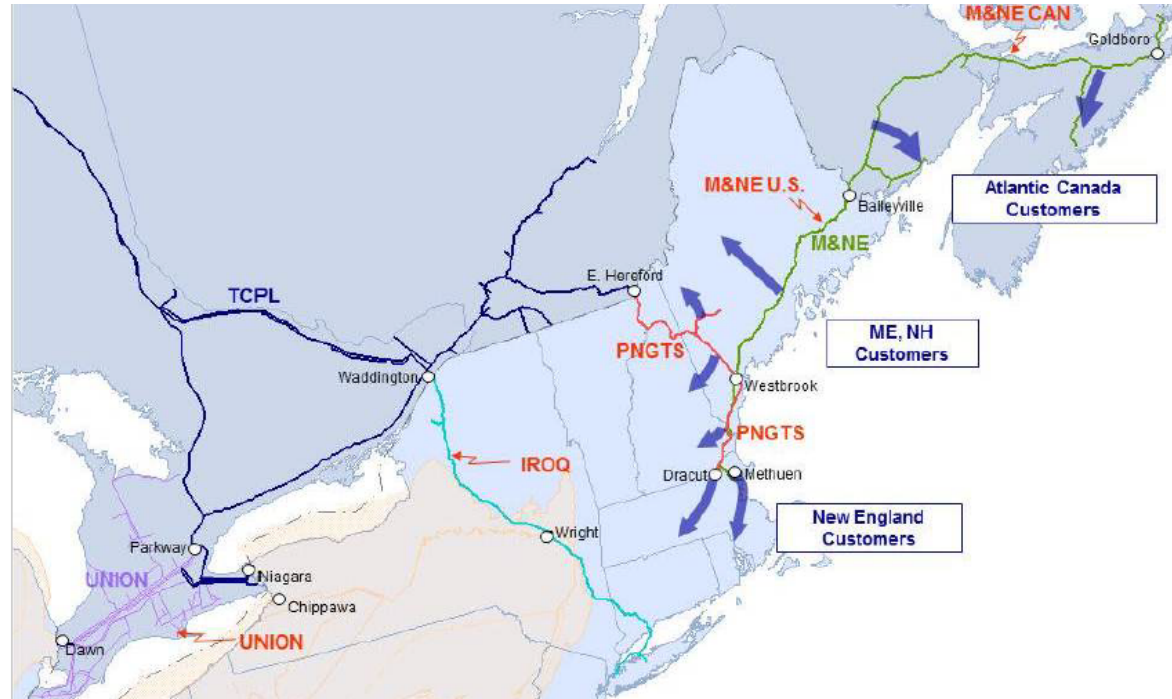 M&NE CAN
Goldboro
M&NE U.S.
Baileyville
Atlantic Canada
Customers
M&NE
E. Hereford
TCPL
PNGTS
ME, NH
Customers
Waddington
Westbrook
PNGTS
IROQ
Dracut
Methuen
New England
Customers
Wright
Parkway
UNION
Niagara
Chippawa
UNION
Dawn